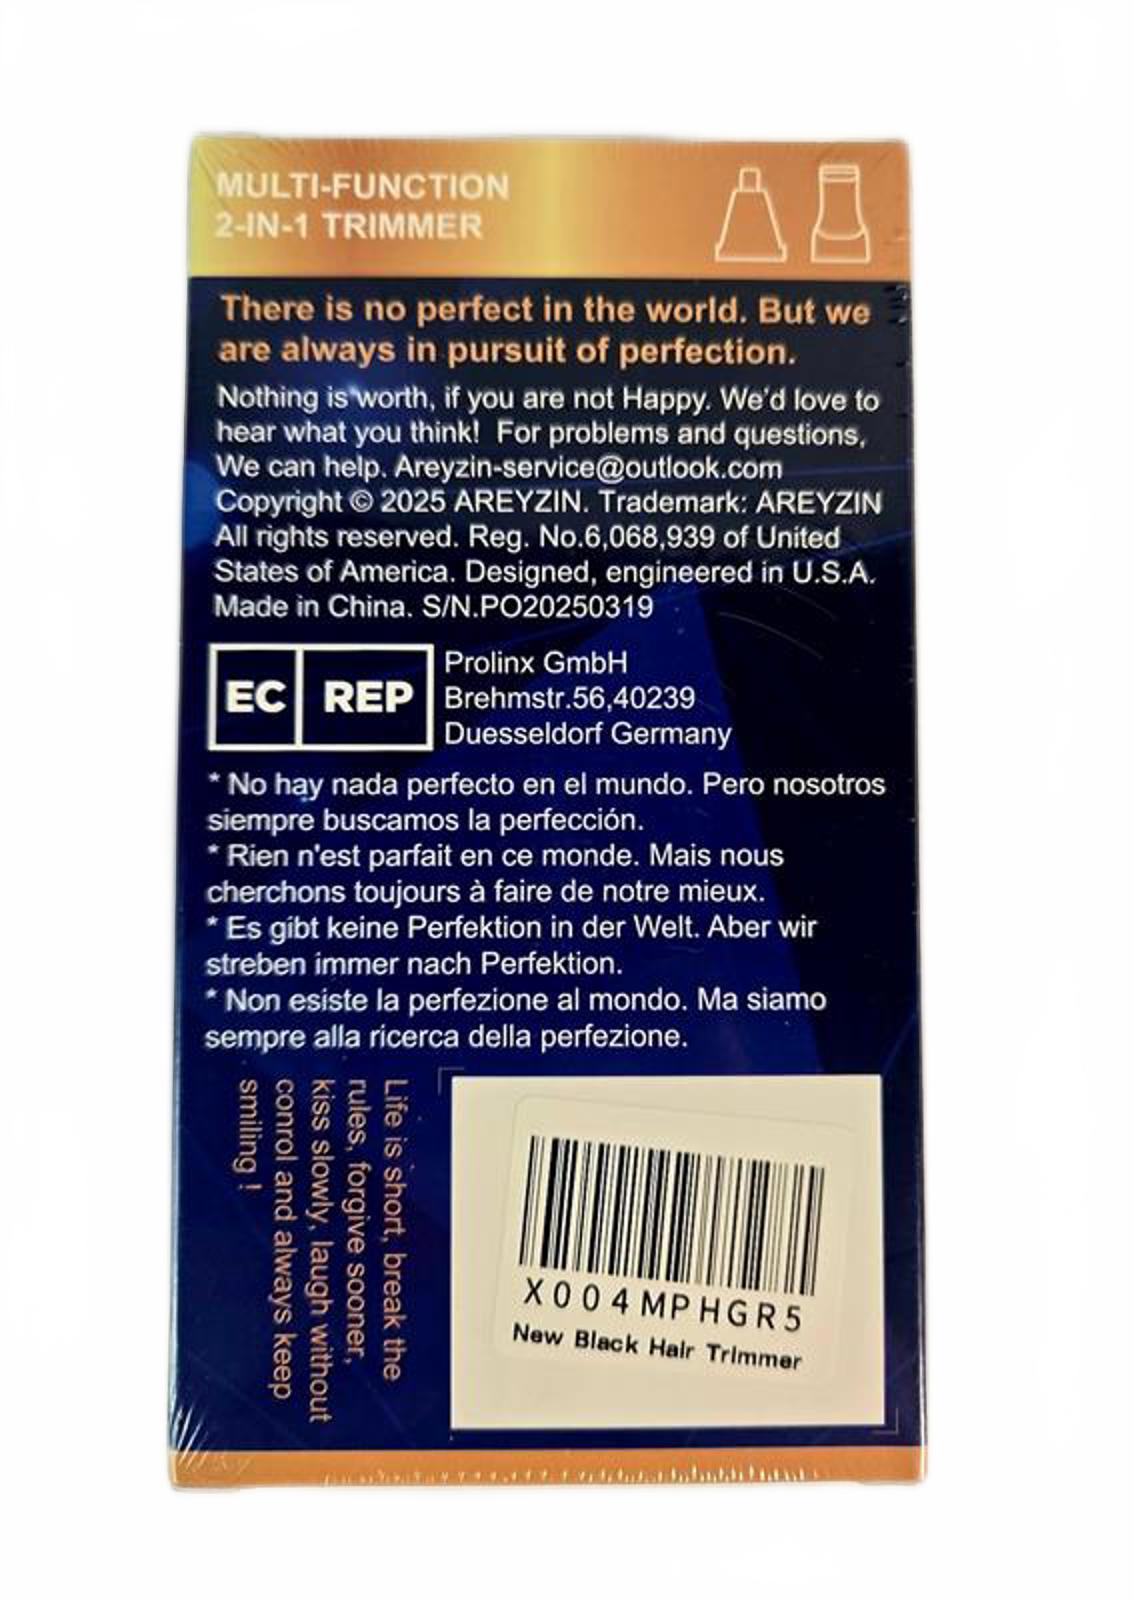 MULTI-FUNCTION
2-IN-1 TRIMMER
There is no perfect in the world. But we
are always in pursuit of perfection.
Nothing is worth, if you are not Happy. We'd love to
hear what you think! For problems and questions,
We can help. Areyzin-service@outlook.com
Copyright © 2025 AREYZIN. Trademark: AREYZIN
All rights reserved. Reg. No.6,068,939 of United
States of America. Designed, engineered in U.S.A.
Made in China. S/N.PO20250319
EC REP
Prolinx GmbH
Brehmstr.56,40239
Duesseldorf Germany
* No hay nada perfecto en el mundo. Pero nosotros
siempre buscamos la perfección.
* Rien n'est parfait en ce monde. Mais nous
cherchons toujours à faire de notre mieux.
* Es gibt keine Perfektion in der Welt. Aber wir
streben immer nach Perfektion.
* Non esiste la perfezione al mondo. Ma siamo
sempre alla ricerca della perfezione.
Life is short, break the
rules, forgive sooner,
kiss slowly, laugh without
conrol and always keep
smiling !
X004MPHGR5
New Black Hair Trimmer